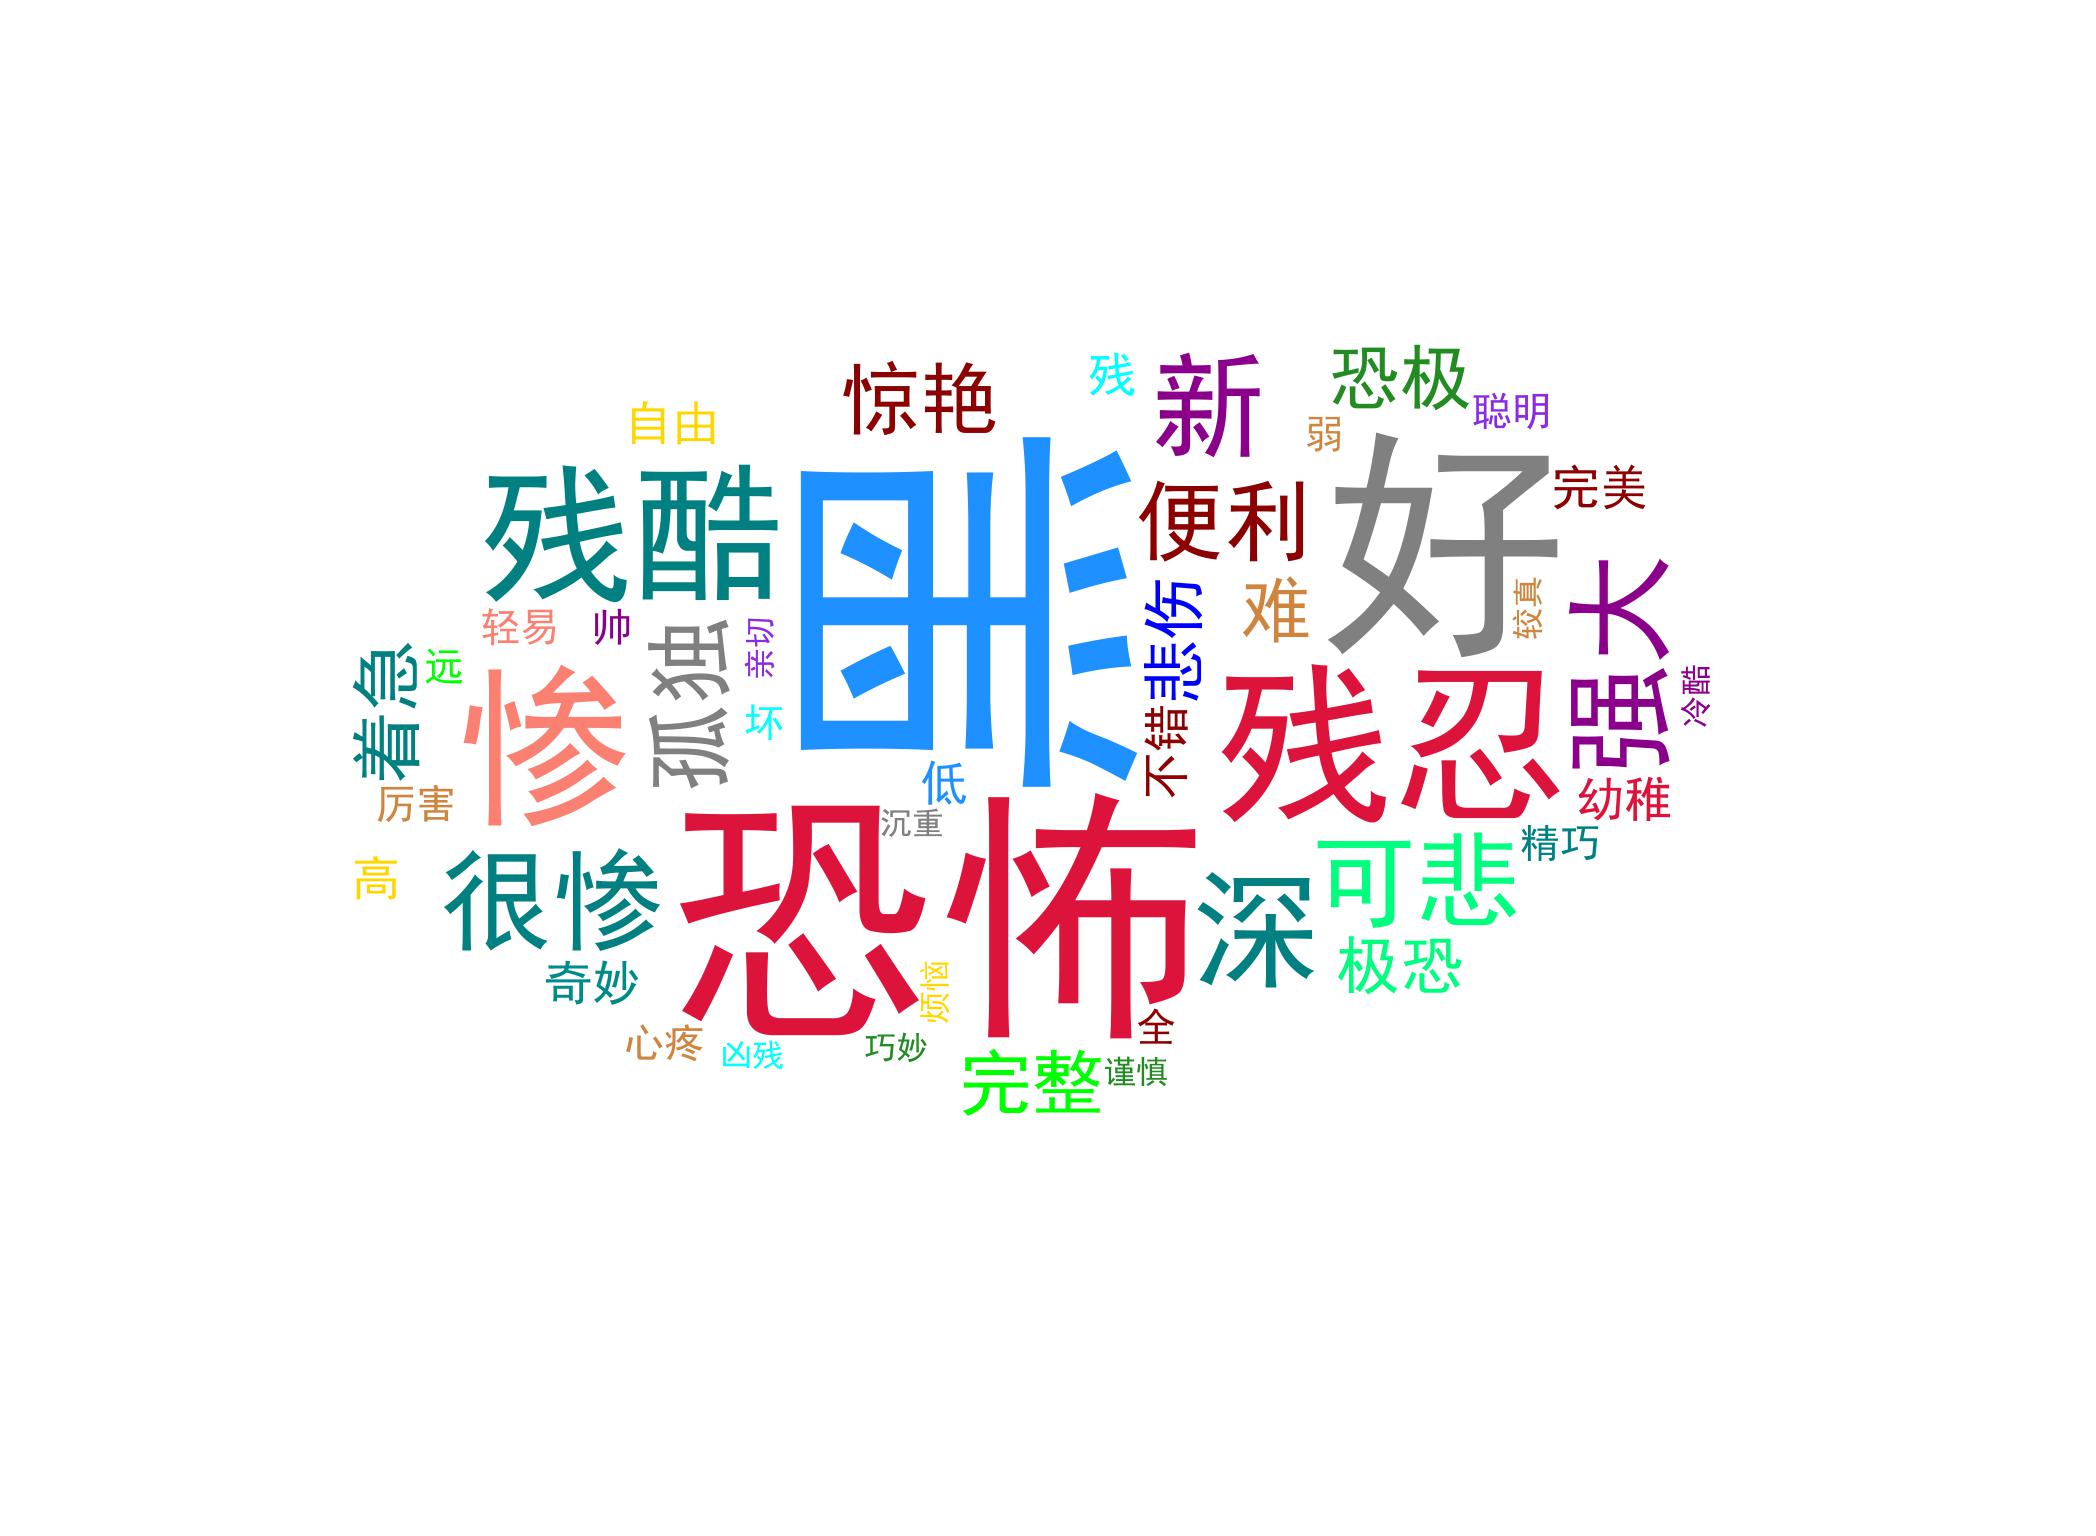 惊艳
残
新
恐极
自由
弱
聪明
残酷
黑
便利
好
完美
轻易
帅
孤独
亲切
悲伤
难
较真
强大
着急
远
惨
坏
不错
残忍
冷酷
厉害
低
沉重
幼稚
高
很惨
恐怖
深
可悲
精巧
奇妙
烦恼
极恐
心疼
凶残
巧妙
全
完整
谨慎